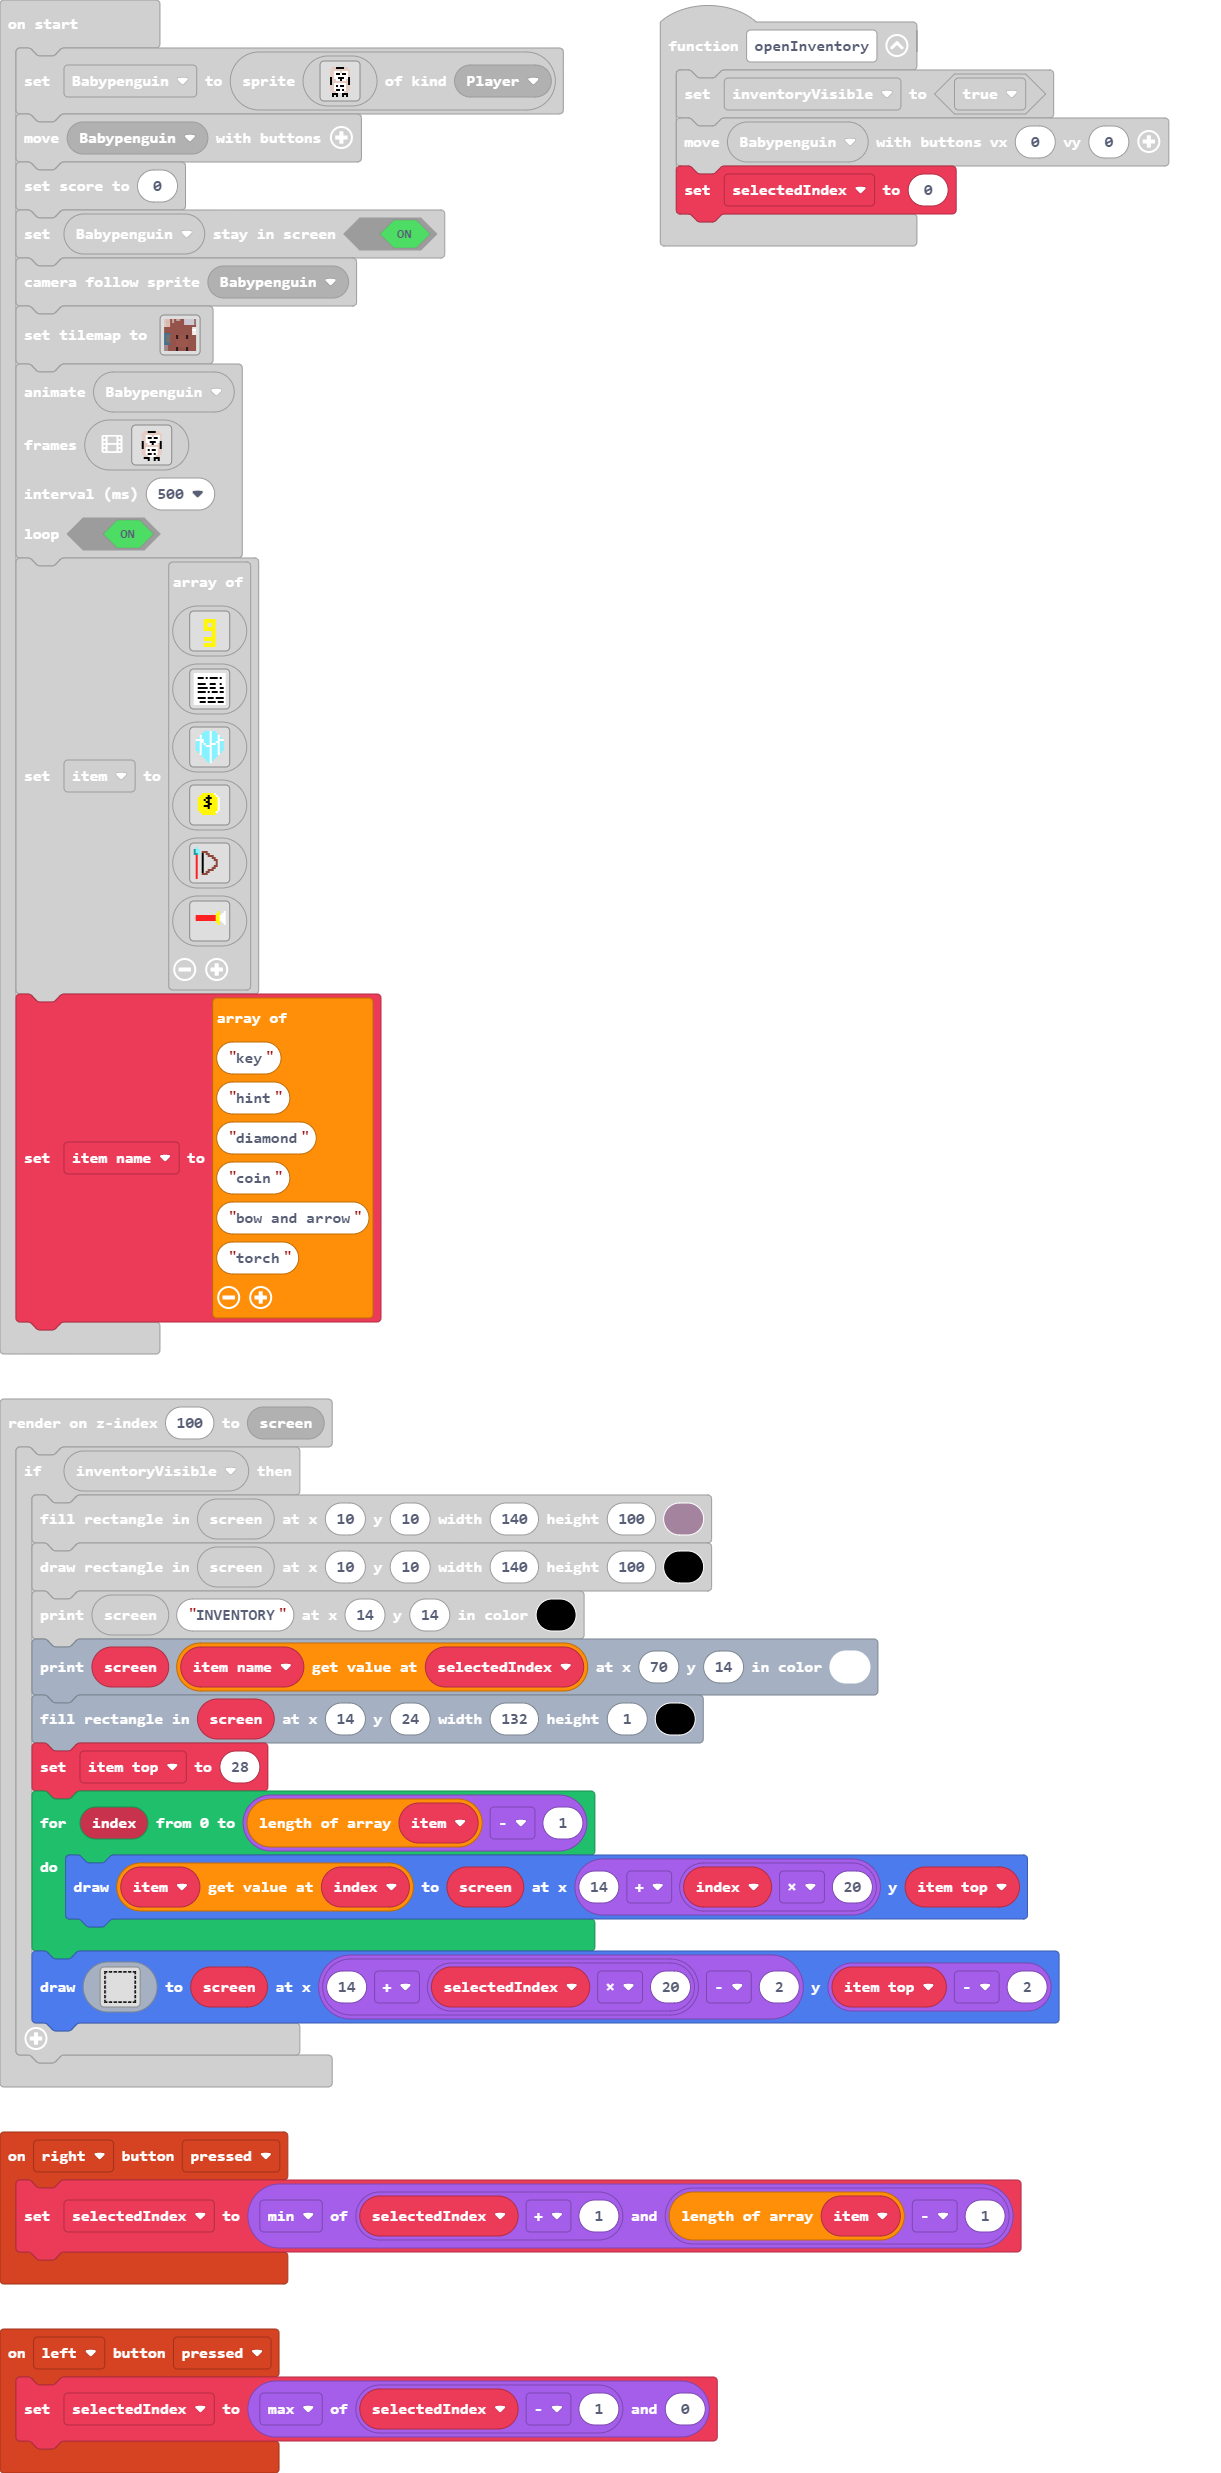 on start
set Babypenguin to sprite of kind Player
move Babypenguin with buttons
set score to 0
set Babypenguin stay in screen ON
camera follow sprite Babypenguin
set tilemap to
animate Babypenguin
frames
interval (ms) 500
loop ON
set item to array of
set item name to array of
"key"
"hint"
"diamond"
"coin"
"bow and arrow"
"torch"
function openInventory
set inventoryVisible to true
move Babypenguin with buttons vx 0 vy 0
set selectedIndex to 0
render on z-index 100 to screen
if inventoryVisible then
fill rectangle in screen at x 10 y 10 width 140 height 100
draw rectangle in screen at x 10 y 10 width 140 height 100
print screen "INVENTORY" at x 14 y 14 in color
print screen item name get value at selectedIndex at x 70 y 14 in color
fill rectangle in screen at x 14 y 24 width 132 height 1
set item top to 28
for index from 0 to length of array item - 1
do
draw item get value at index to screen at x 14 + index × 20 y item top
draw to screen at x 14 + selectedIndex × 20 - 2 y item top - 2
on right button pressed
set selectedIndex to min of selectedIndex + 1 and length of array item - 1
on left button pressed
set selectedIndex to max of selectedIndex - 1 and 0